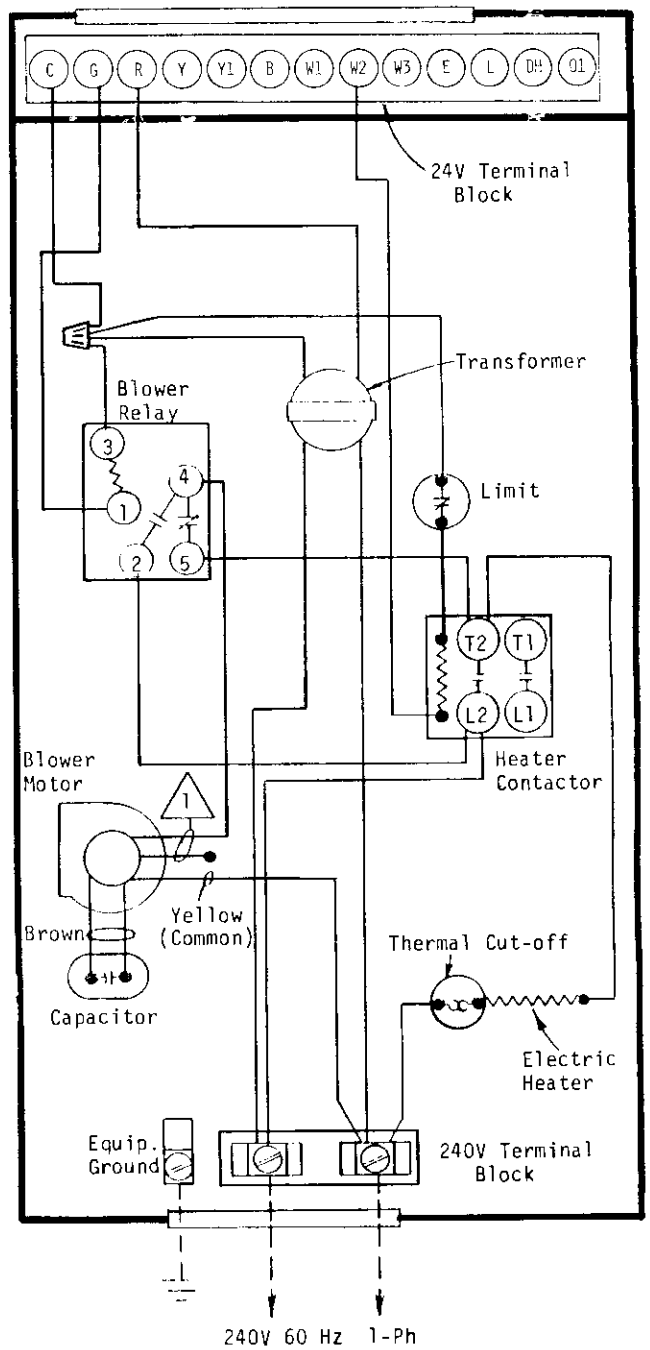 C G R Y Y1 B W1 W2 W3 E L DH O1
24V Terminal
Block
Transformer
Blower
Relay
3
4
1
2
5
Limit
T2 T1
L2 L1
Heater
Contactor
Blower
Motor
1
Yellow
(Common)
Brown
Capacitor
Thermal Cut-off
Electric
Heater
Equip.
Ground
240V Terminal
Block
240V 60 Hz 1-Ph